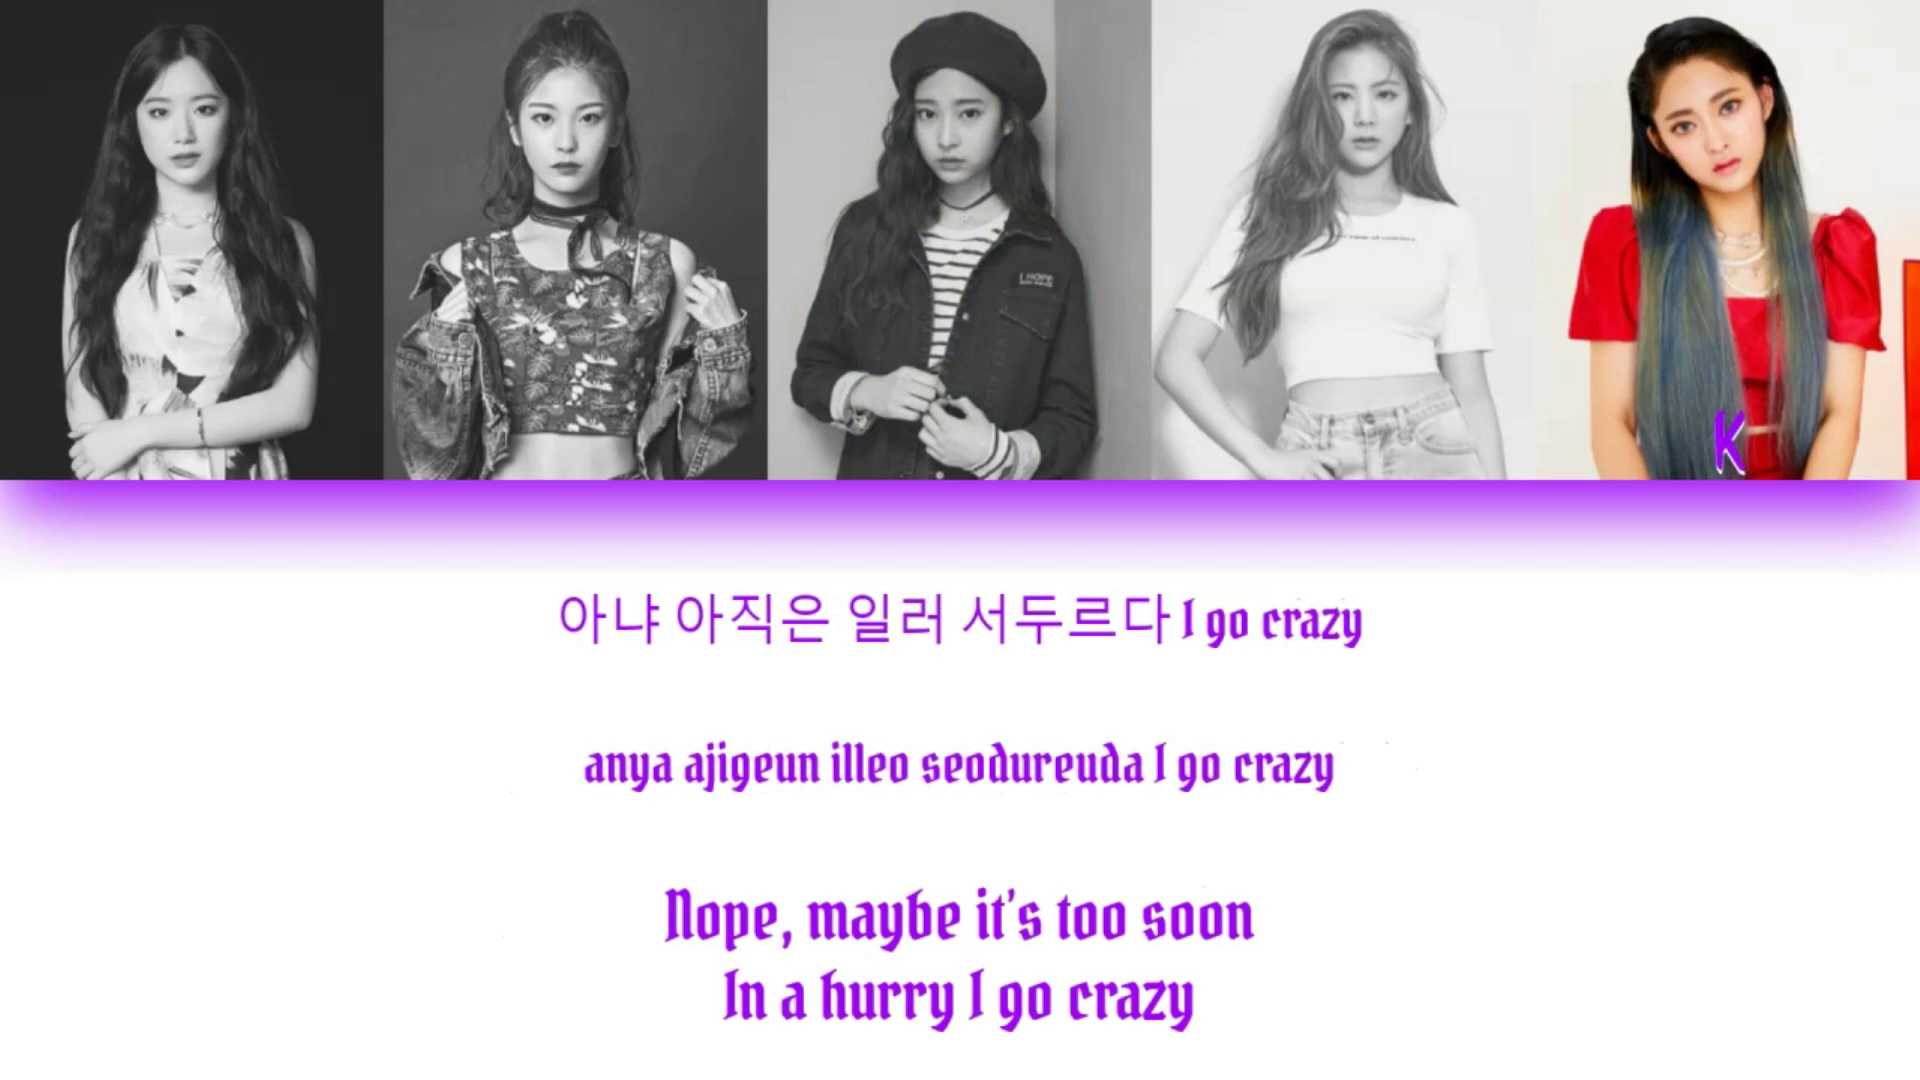 K
아냐 아직은 일러 서두르다 I go crazy
anya ajigeun illeo seodureuda I go crazy
Nope, maybe it's too soon
In a hurry I go crazy